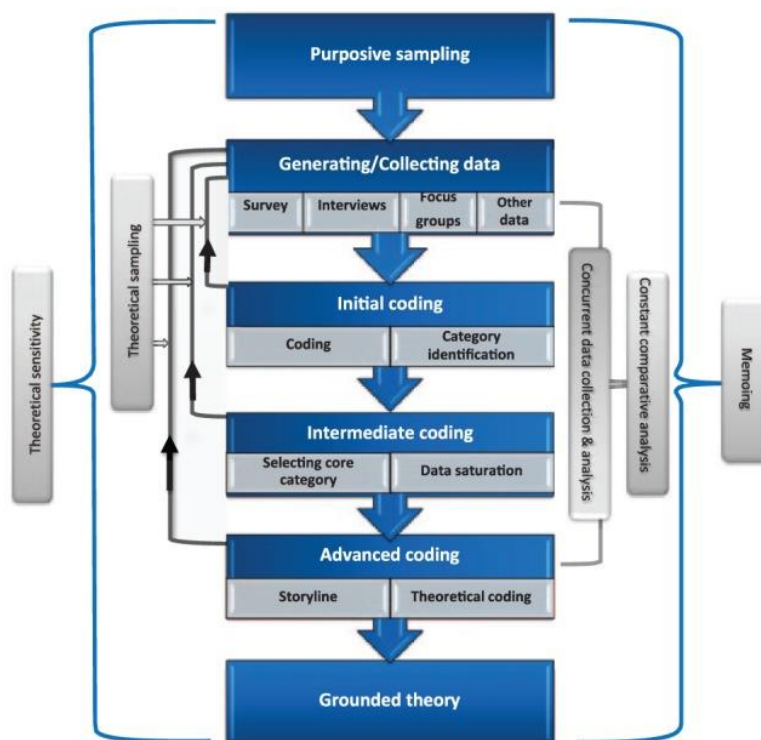 Purposive sampling
Generating/Collecting data
Survey
Interviews
Focus
groups
Other
data
Initial coding
Coding
Category
identification
Intermediate coding
Selecting core
category
Data saturation
Advanced coding
Storyline
Theoretical coding
Grounded theory
Theoretical sensitivity
Theoretical sampling
Concurrent data collection & analysis
Constant comparative analysis
Memoing